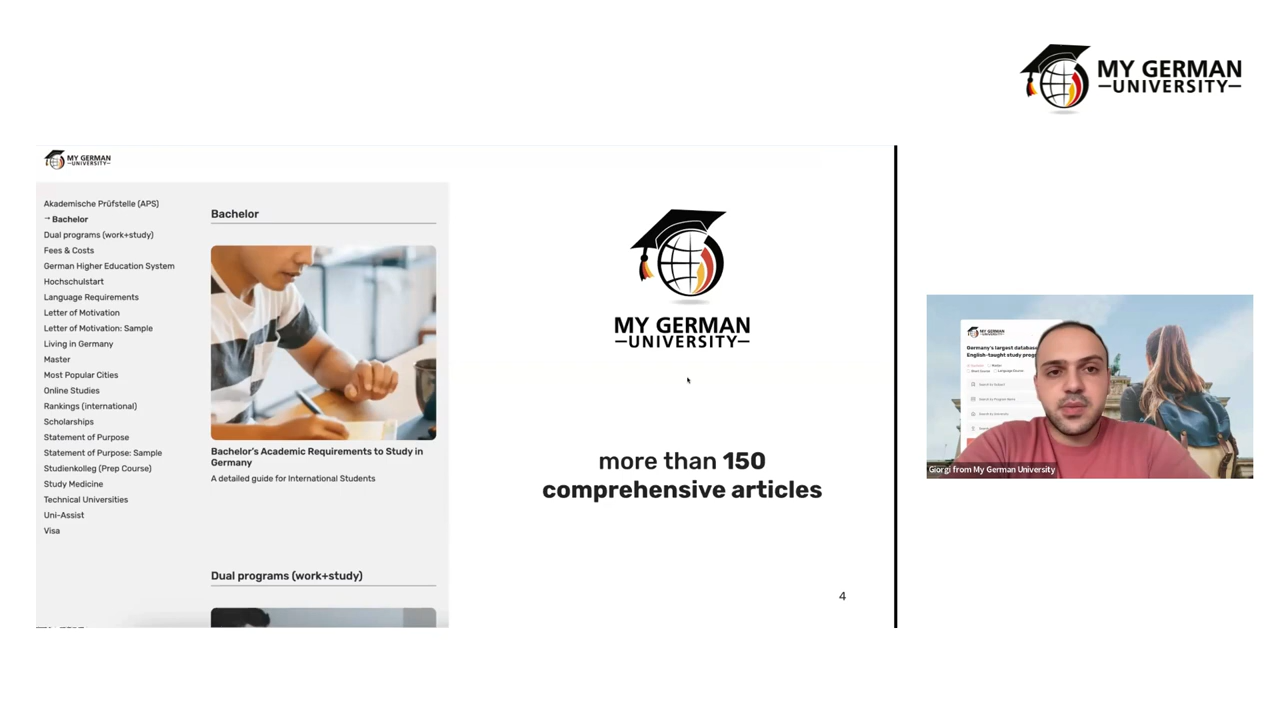 MY GERMAN
UNIVERSITY
MY GERMAN
UNIVERSITY
Akademische Prüfstelle (APS)
→ Bachelor
Dual programs (work+study)
Fees & Costs
German Higher Education System
Hochschulstart
Language Requirements
Letter of Motivation
Letter of Motivation: Sample
Living in Germany
Master
Most Popular Cities
Online Studies
Rankings (international)
Scholarships
Statement of Purpose
Statement of Purpose: Sample
Studienkolleg (Prep Course)
Study Medicine
Technical Universities
Uni-Assist
Visa
Bachelor
Bachelor's Academic Requirements to Study in
Germany
A detailed guide for International Students
Dual programs (work+study)
MY GERMAN
UNIVERSITY
more than 150
comprehensive articles
4
MY GERMAN
UNIVERSITY
Germany's largest
English-taught study
Giorgi from My German University